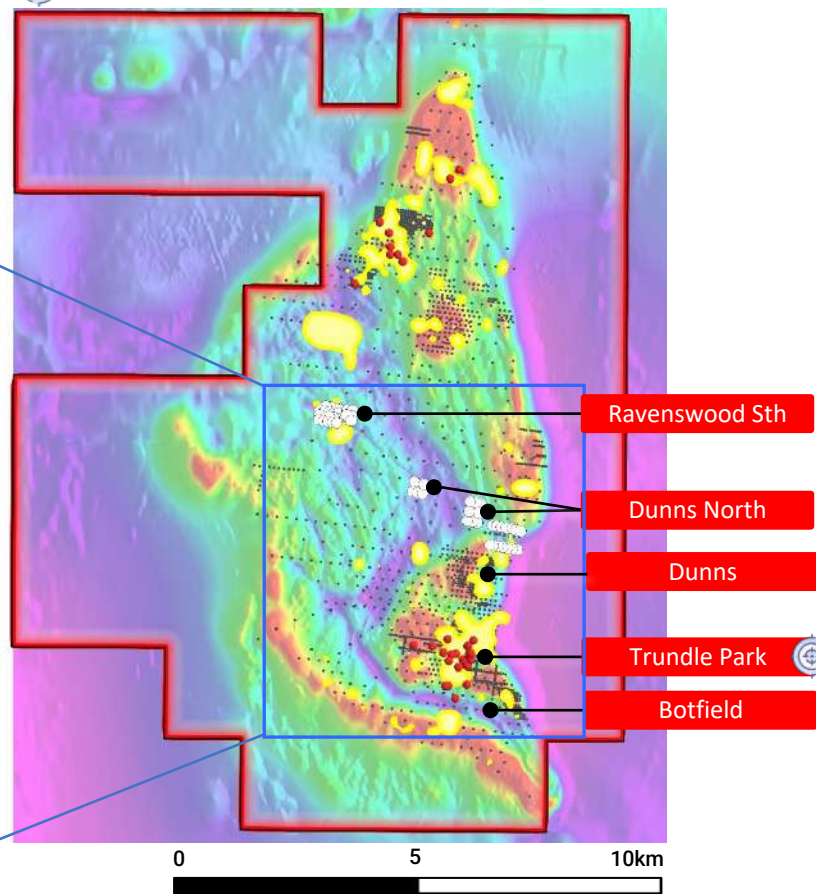 Ravenswood Sth
Dunns North
Dunns
Trundle Park
Botfield
0 5 10km